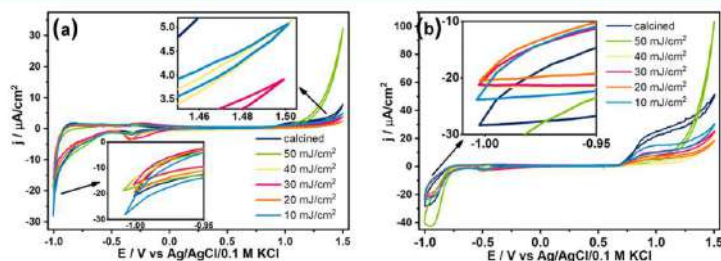 (a)
j / μA/cm²
30
25
20
15
10
5
0
-5
-10
-15
-20
-25
-30
5.0
4.5
4.0
3.5
1.46
1.48
1.50
calcined
50 mJ/cm²
40 mJ/cm²
30 mJ/cm²
20 mJ/cm²
10 mJ/cm²
0
-10
-20
-30
-1.00
-0.96
-1.0
-0.5
0.0
0.5
1.0
1.5
E / V vs Ag/AgCl/0.1 M KCl
(b)
j / μA/cm²
100
80
60
40
20
0
-20
-40
-10
-20
-30
-1.00
-0.95
calcined
50 mJ/cm²
40 mJ/cm²
30 mJ/cm²
20 mJ/cm²
10 mJ/cm²
-1.0
-0.5
0.0
0.5
1.0
1.5
E / V vs Ag/AgCl/0.1 M KCl